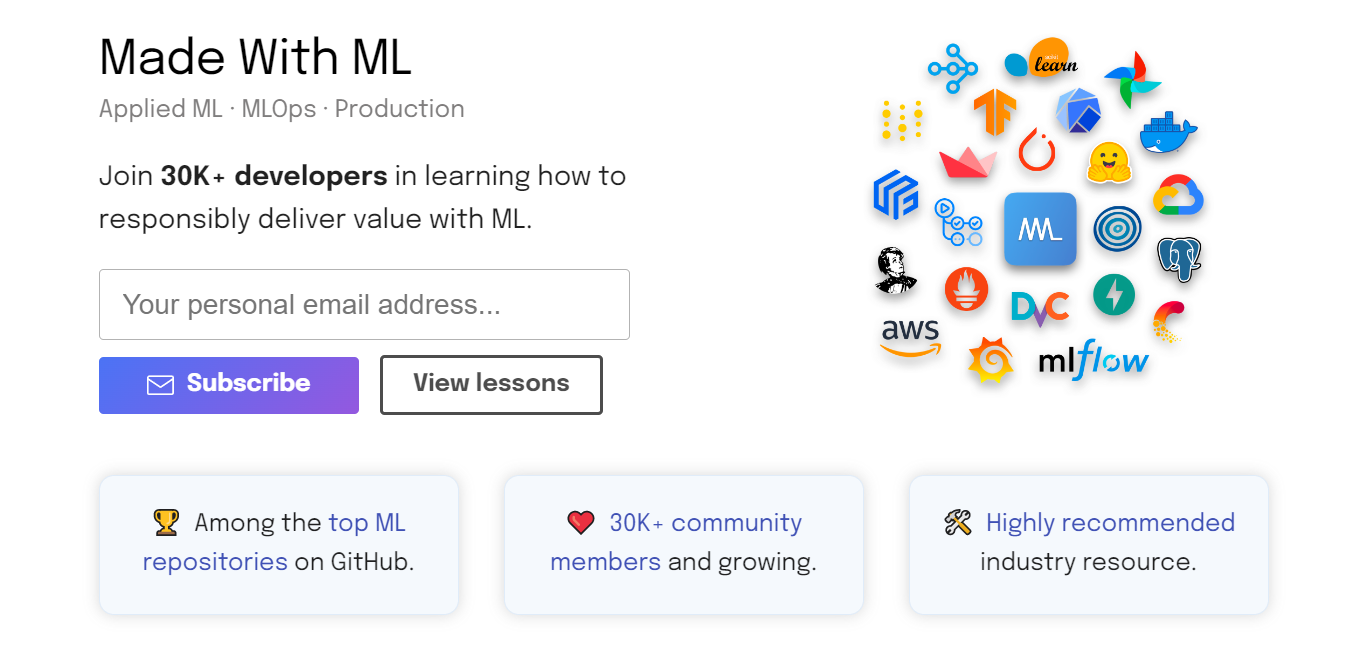 Made With ML
Applied ML · MLOps · Production
Join 30K+ developers in learning how to
responsibly deliver value with ML.
Your personal email address...
Subscribe
View lessons
learn
ML
DVC
aws
mlflow
🏆 Among the top ML
repositories on GitHub.
❤️ 30K+ community
members and growing.
🛠 Highly recommended
industry resource.